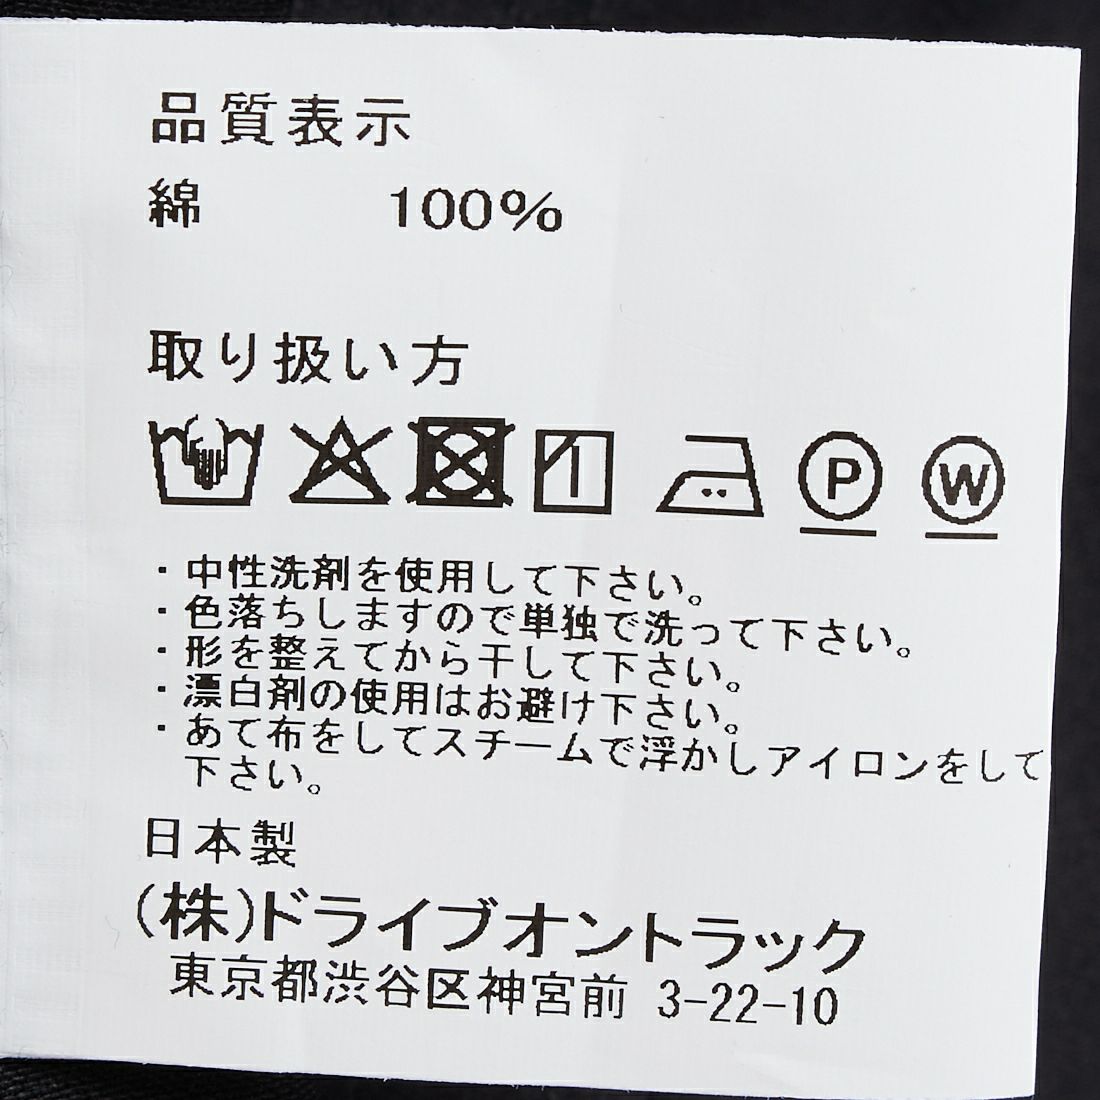 品質表示
綿 100%
取り扱い方
P W
・中性洗剤を使用して下さい。
・色落ちしますので単独で洗って下さい。
・形を整えてから干して下さい。
・漂白剤の使用はお避け下さい。
・あて布をしてスチームで浮かしアイロンをして
下さい。
日本製
(株)ドライブオントラック
東京都渋谷区神宮前 3-22-10